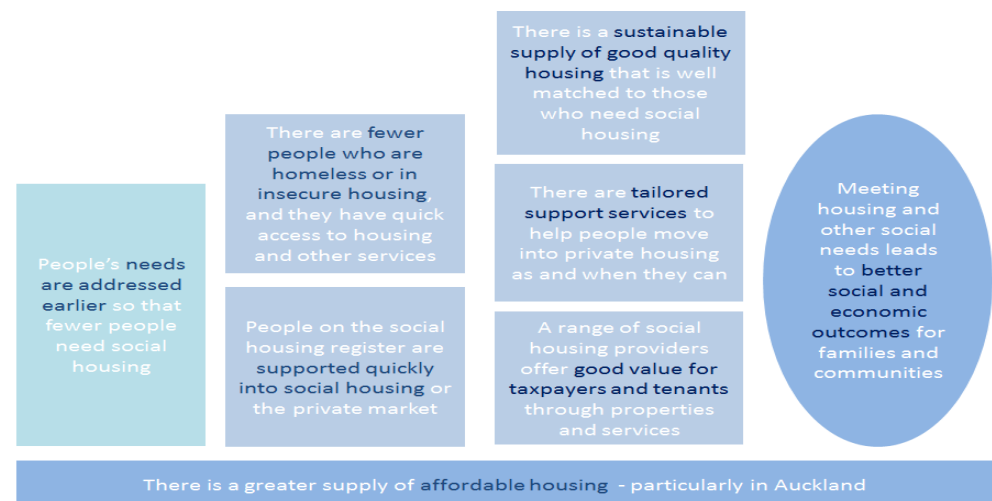 People's needs
are addressed
earlier so that
fewer people
need social
housing
There are fewer
people who are
homeless or in
insecure housing,
and they have quick
access to housing
and other services
People on the social
housing register are
supported quickly
into social housing or
the private market
There is a sustainable
supply of good quality
housing that is well
matched to those
who need social
housing
There are tailored
support services to
help people move
into private housing
as and when they can
A range of social
housing providers
offer good value for
taxpayers and tenants
through properties
and services
Meeting
housing and
other social
needs leads
to better
social and
economic
outcomes for
families and
communities
There is a greater supply of affordable housing - particularly in Auckland